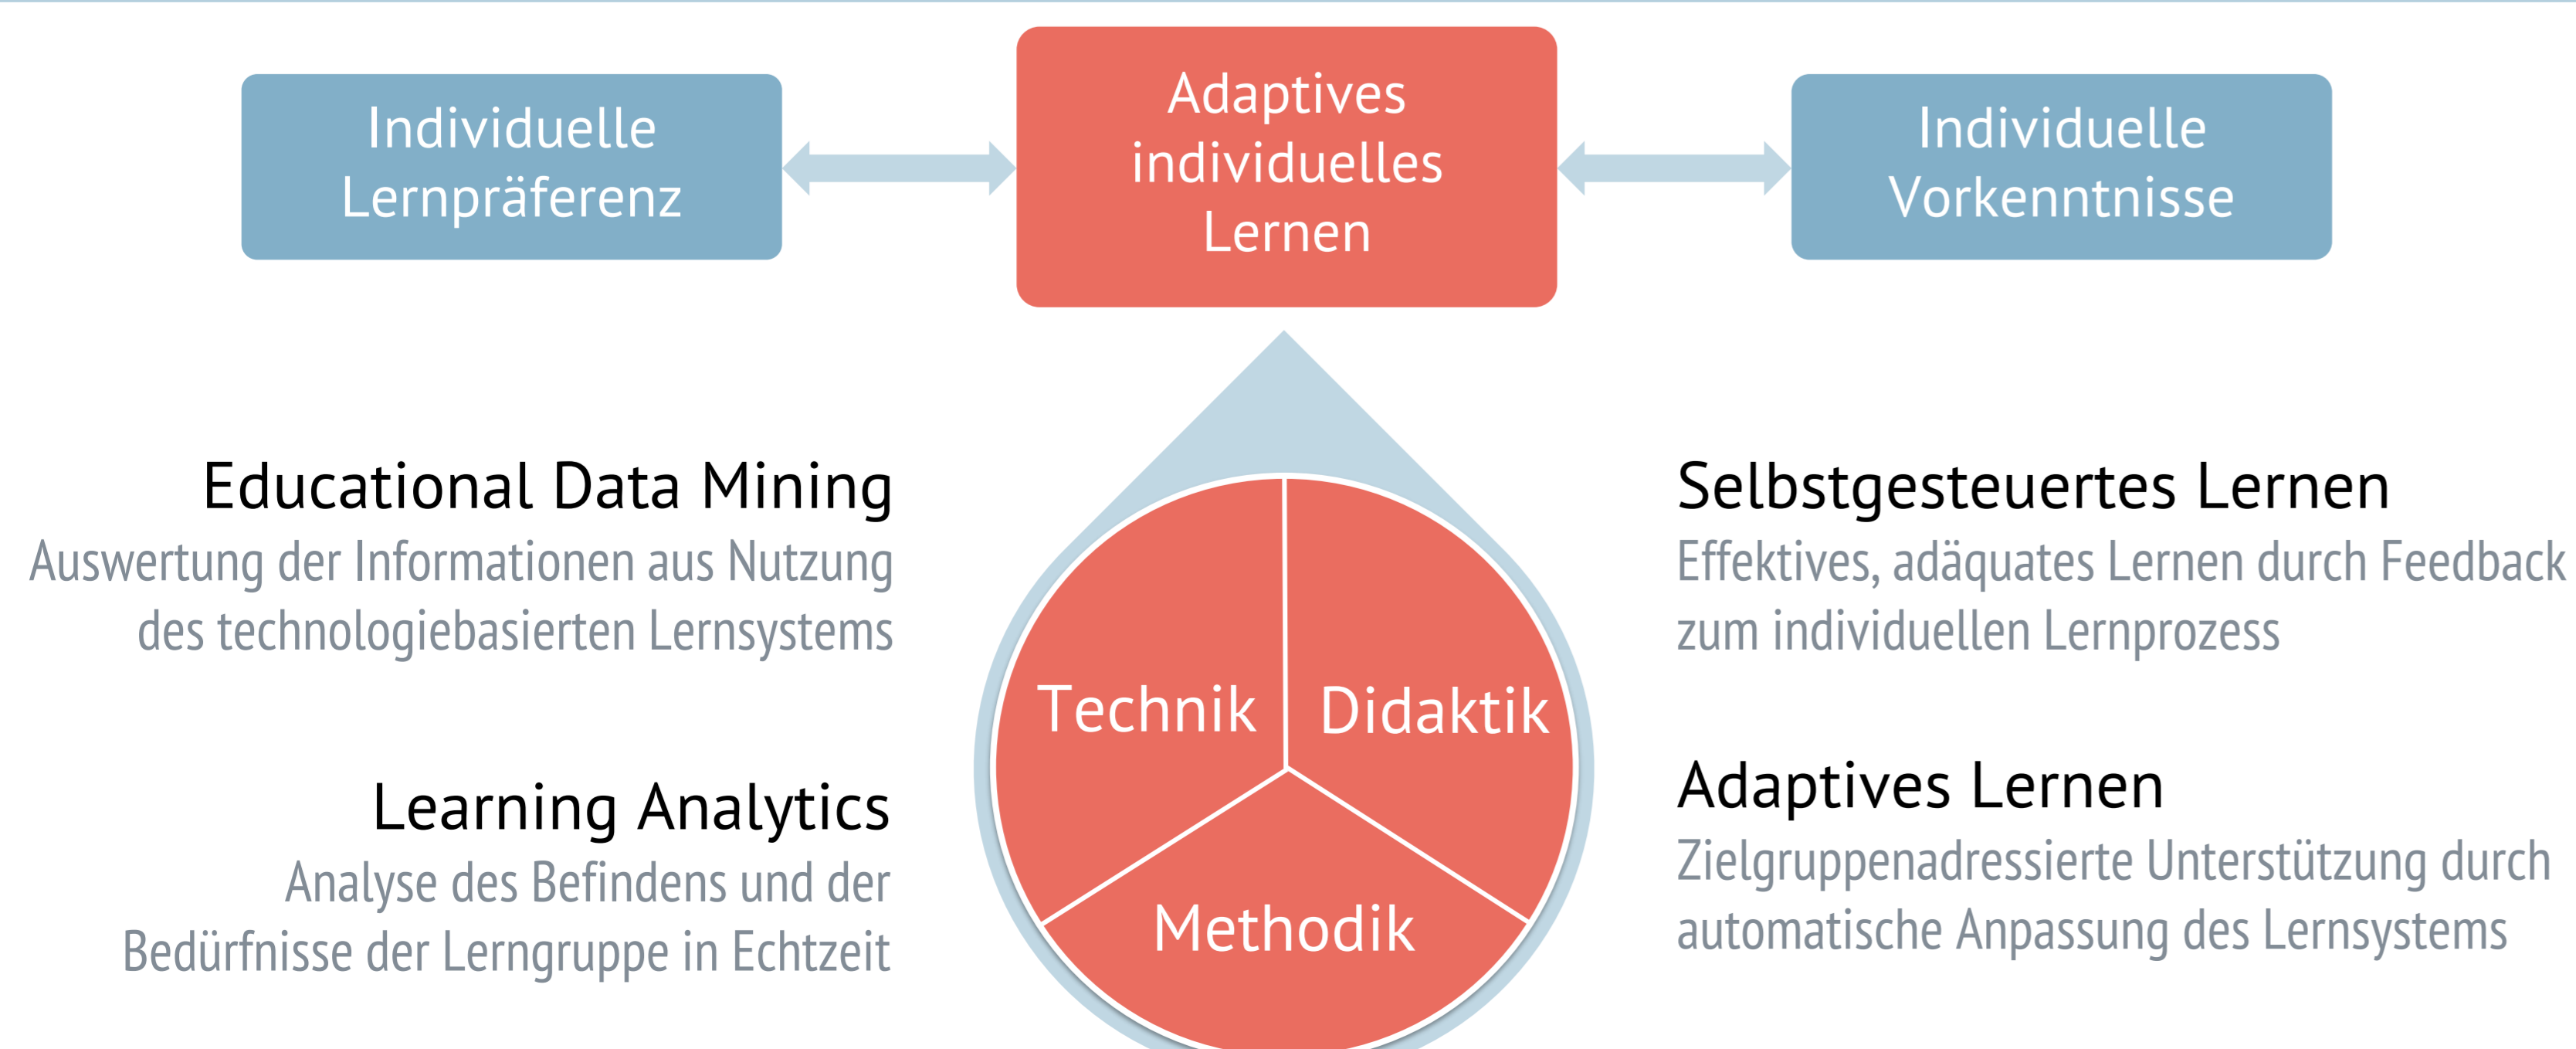 Individuelle
Lernpräferenz
Adaptives
individuelles
Lernen
Individuelle
Vorkenntnisse
Educational Data Mining
Auswertung der Informationen aus Nutzung
des technologiebasierten Lernsystems
Learning Analytics
Analyse des Befindens und der
Bedürfnisse der Lerngruppe in Echtzeit
Technik
Didaktik
Methodik
Selbstgesteuertes Lernen
Effektives, adäquates Lernen durch Feedback
zum individuellen Lernprozess
Adaptives Lernen
Zielgruppenadressierte Unterstützung durch
automatische Anpassung des Lernsystems